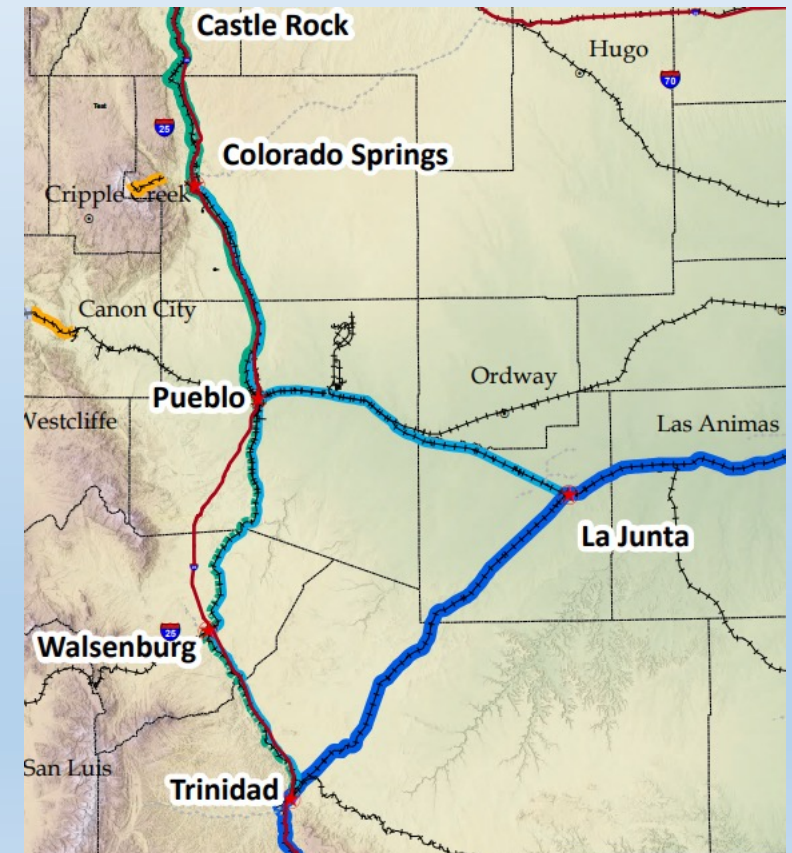 Castle Rock
Hugo
70
Test
25
Colorado Springs
Cripple Creek
Canon City
Ordway
Pueblo
Westcliffe
Las Animas
La Junta
25
Walsenburg
San Luis
Trinidad